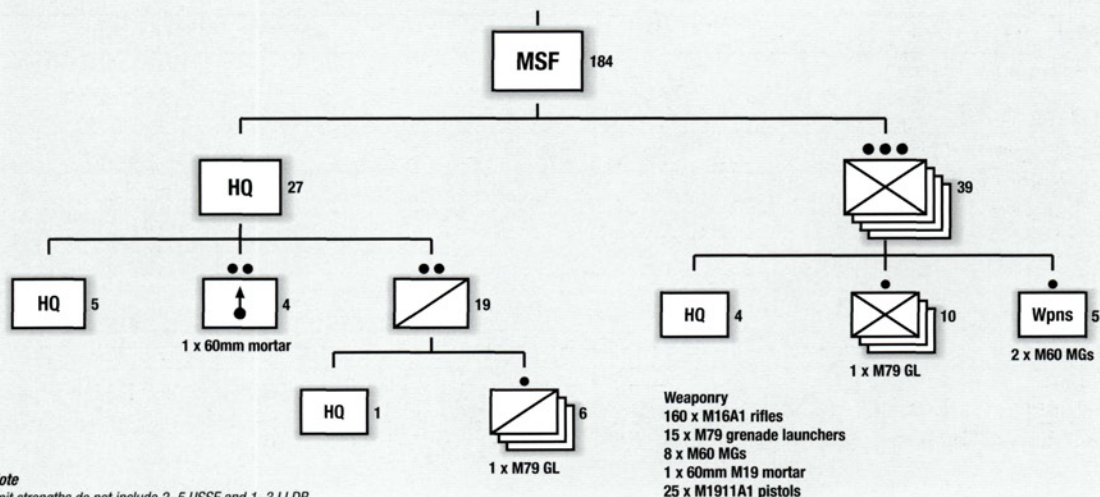 MSF 184
HQ 27
39
HQ 5
4
19
HQ 4
10
Wpns 5
1 x 60mm mortar
2 x M60 MGs
1 x M79 GL
HQ 1
6
1 x M79 GL
Weaponry
160 x M16A1 rifles
15 x M79 grenade launchers
8 x M60 MGs
1 x 60mm M19 mortar
25 x M1911A1 pistols